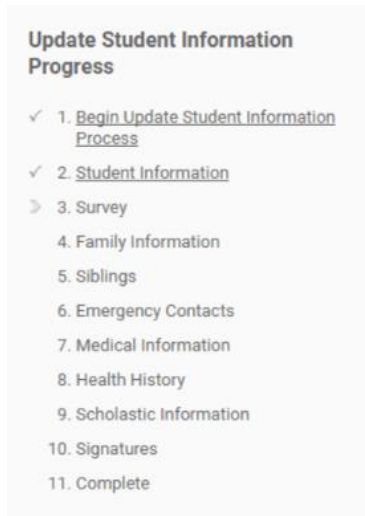 Update Student Information
Progress
✓ 1. Begin Update Student Information
Process
✓ 2. Student Information
3. Survey
4. Family Information
5. Siblings
6. Emergency Contacts
7. Medical Information
8. Health History
9. Scholastic Information
10. Signatures
11. Complete